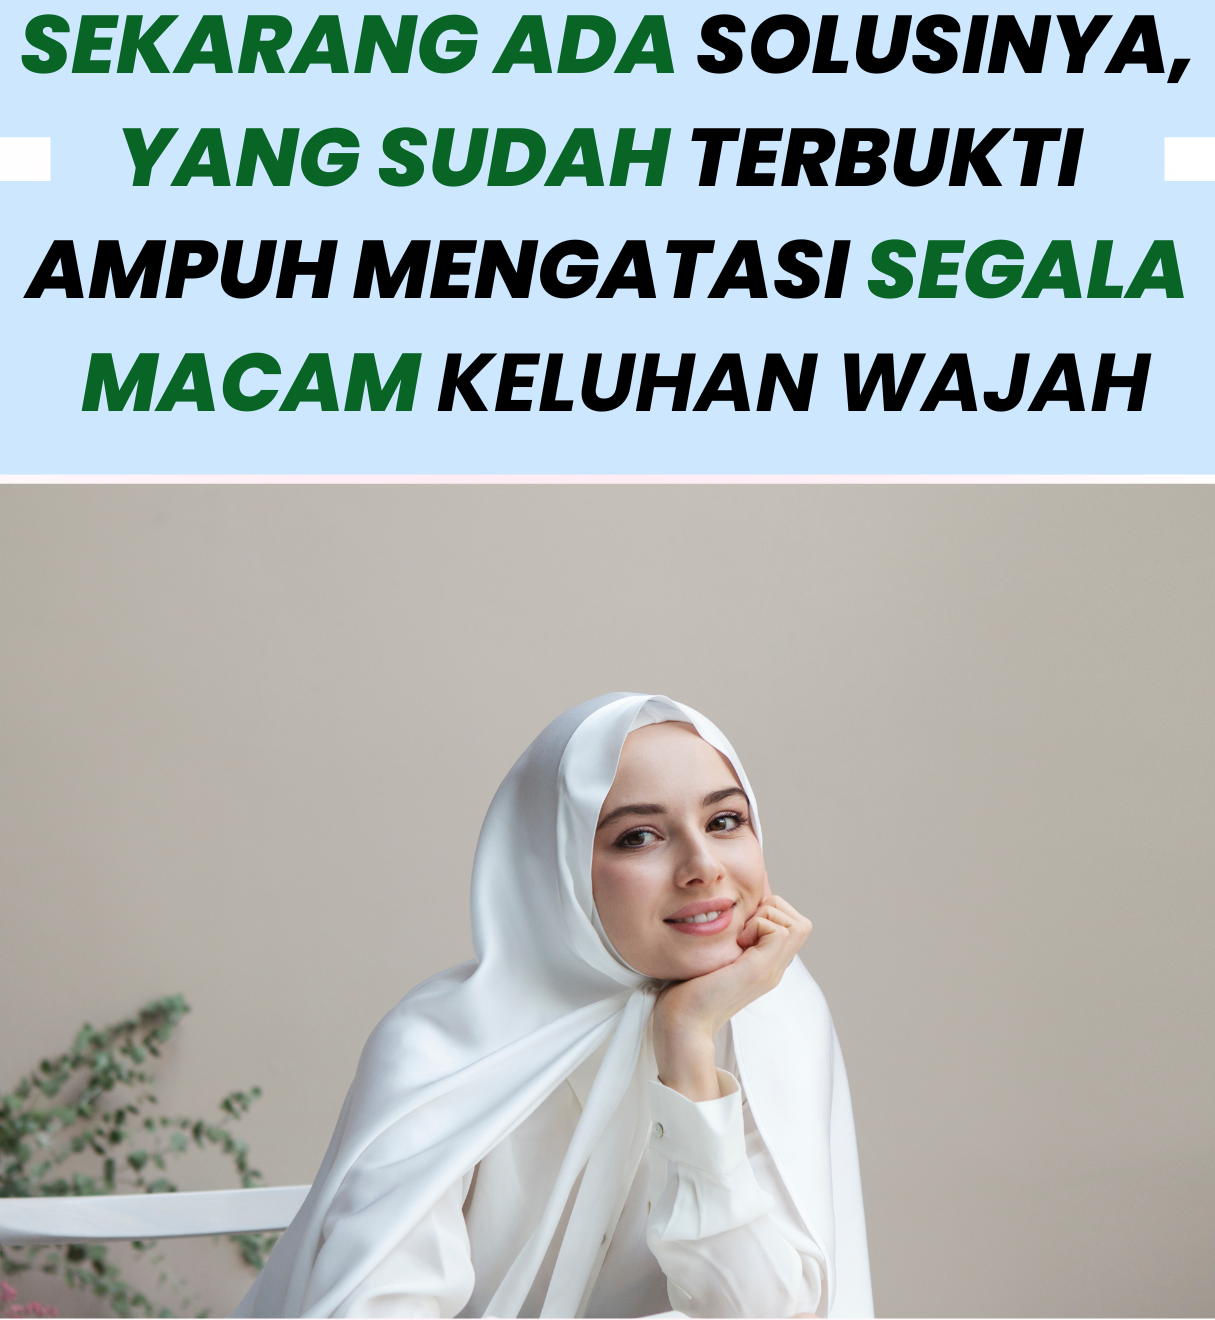 SEKARANG ADA SOLUSINYA,
YANG SUDAH TERBUKTI
AMPUH MENGATASI SEGALA
MACAM KELUHAN WAJAH